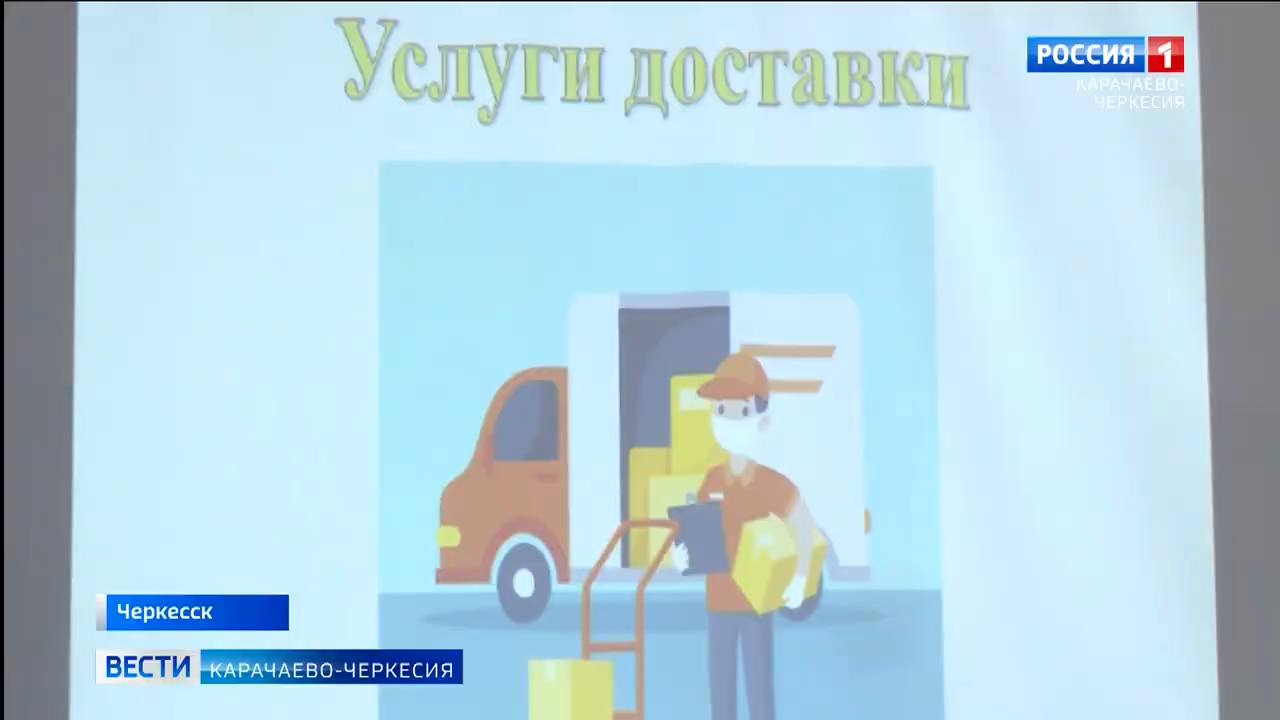 Услуги доставки
РОССИЯ 1
КАРАЧАЕВО-
ЧЕРКЕСИЯ
Черкесск
ВЕСТИ КАРАЧАЕВО-ЧЕРКЕСИЯ